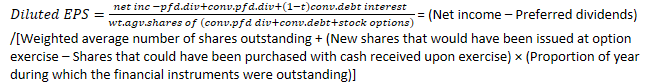 Diluted EPS = net inc −pfd.div+conv.pfd.div+(1−t)conv.debt interest / wt.agv.shares of (conv.pfd div+conv.debt+stock options) = (Net income – Preferred dividends)
/[Weighted average number of shares outstanding + (New shares that would have been issued at option
exercise – Shares that could have been purchased with cash received upon exercise) × (Proportion of year
during which the financial instruments were outstanding)]